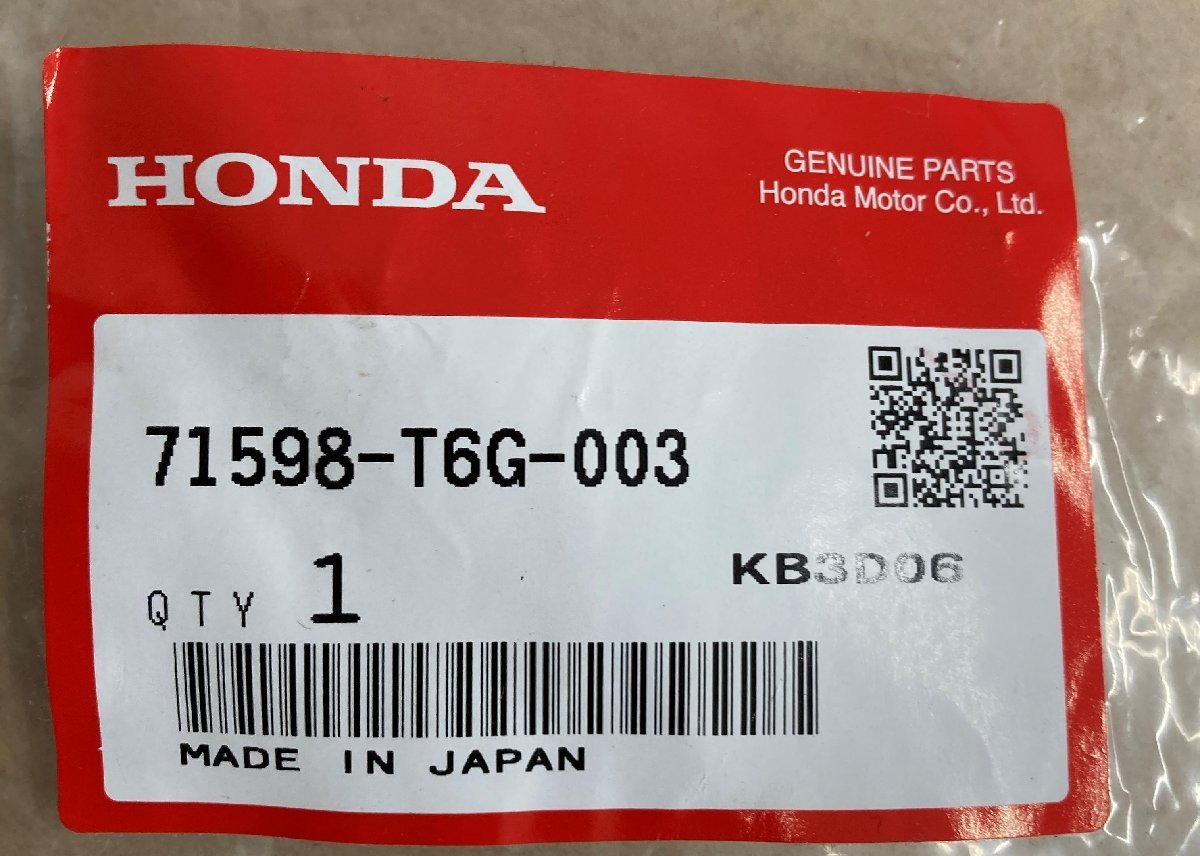 HONDA
GENUINE PARTS
Honda Motor Co., Ltd.
71598-T6G-003
KB3D06
QTY 1
MADE IN JAPAN